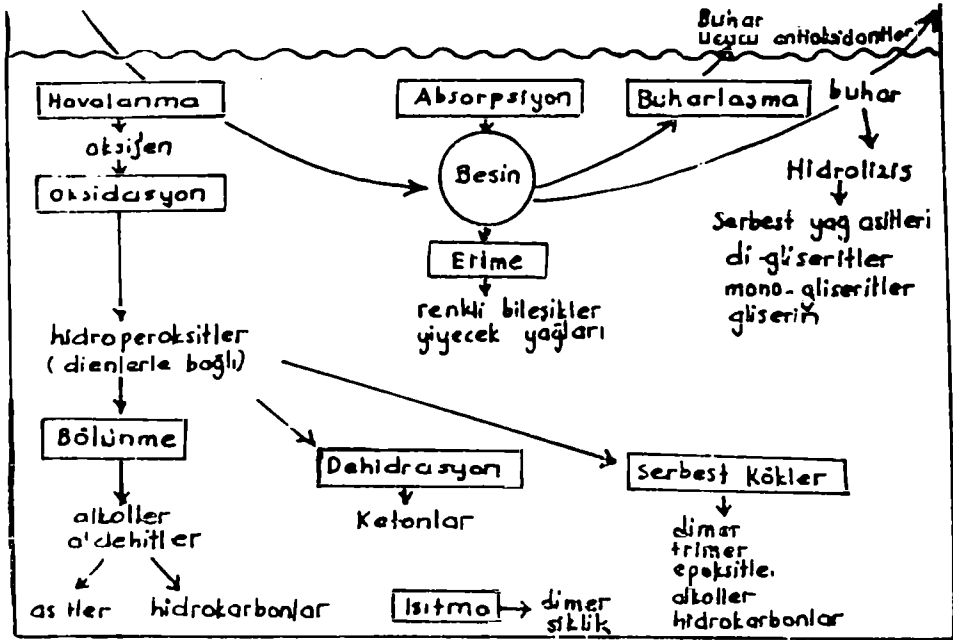 Buhar
uçucu antioksidantler
Havalanma
Absorpsiyon
Buharlaşma
buhar
oksijen
Oksidasyon
Besin
Hidrolizis
Serbest yağ asitleri
di-gliseritler
mono-gliseritler
gliserin
Erime
renkli bileşikler
yiyecek yağları
hidroperoksitler
(dienlerle bağlı)
Bölünme
Dehidrasyon
Serbest Kökler
alkoller
aldehitler
Ketonlar
dimer
trimer
epoksitler
alkoller
hidrokarbonlar
asitler
hidrokarbonlar
Isıtma
dimer
siklik